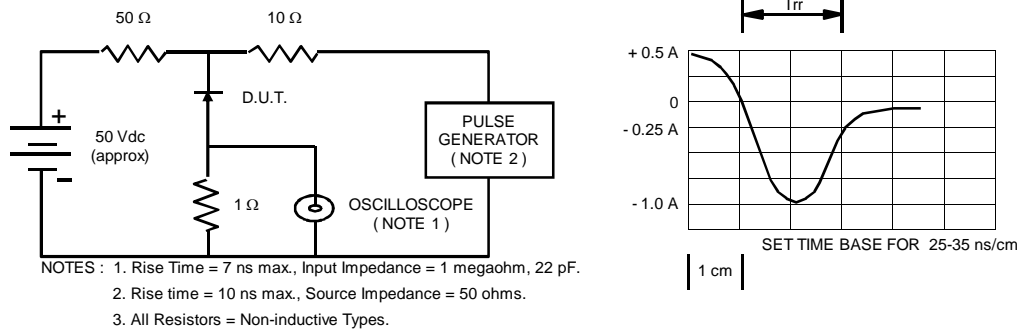 50 Ω
10 Ω
D.U.T.
+
50 Vdc
(approx)
-
1 Ω
OSCILLOSCOPE
( NOTE 1 )
PULSE
GENERATOR
( NOTE 2 )
NOTES : 1. Rise Time = 7 ns max., Input Impedance = 1 megaohm, 22 pF.
2. Rise time = 10 ns max., Source Impedance = 50 ohms.
3. All Resistors = Non-inductive Types.
Trr
+ 0.5 A
0
- 0.25 A
- 1.0 A
SET TIME BASE FOR 25-35 ns/cm
1 cm